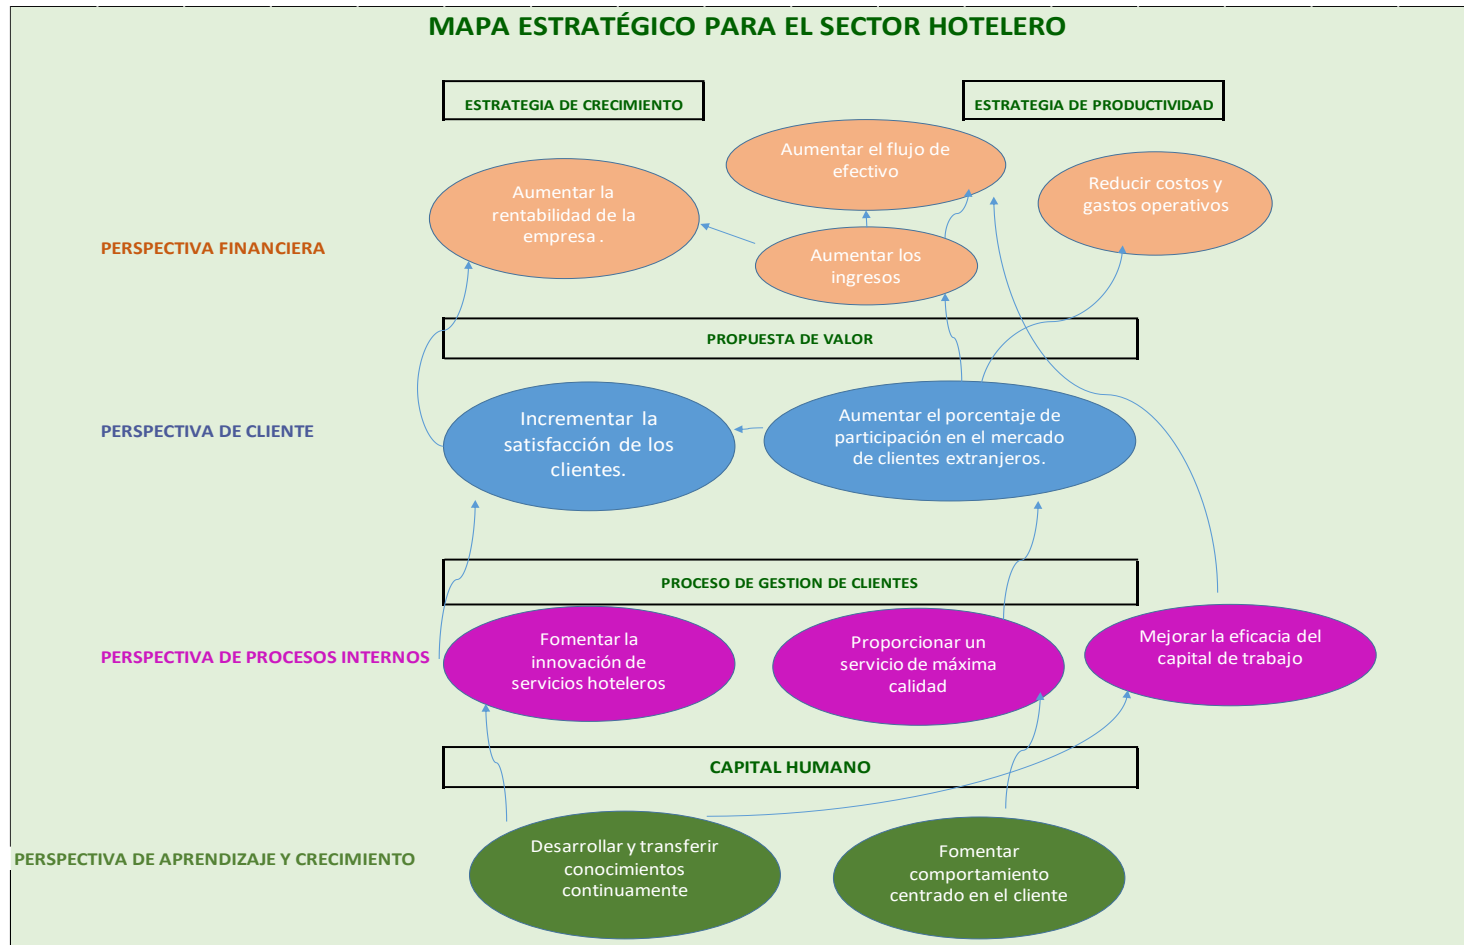 MAPA ESTRATÉGICO PARA EL SECTOR HOTELERO
ESTRATEGIA DE CRECIMIENTO
ESTRATEGIA DE PRODUCTIVIDAD
Aumentar el flujo de
efectivo
Aumentar la
rentabilidad de la
empresa .
Reducir costos y
gastos operativos
PERSPECTIVA FINANCIERA
Aumentar los
ingresos
PROPUESTA DE VALOR
PERSPECTIVA DE CLIENTE
Incrementar la
satisfacción de los
clientes.
Aumentar el porcentaje de
participación en el mercado
de clientes extranjeros.
PROCESO DE GESTION DE CLIENTES
PERSPECTIVA DE PROCESOS INTERNOS
Fomentar la
innovación de
servicios hoteleros
Proporcionar un
servicio de máxima
calidad
Mejorar la eficacia del
capital de trabajo
CAPITAL HUMANO
PERSPECTIVA DE APRENDIZAJE Y CRECIMIENTO
Desarrollar y transferir
conocimientos
continuamente
Fomentar
comportamiento
centrado en el cliente